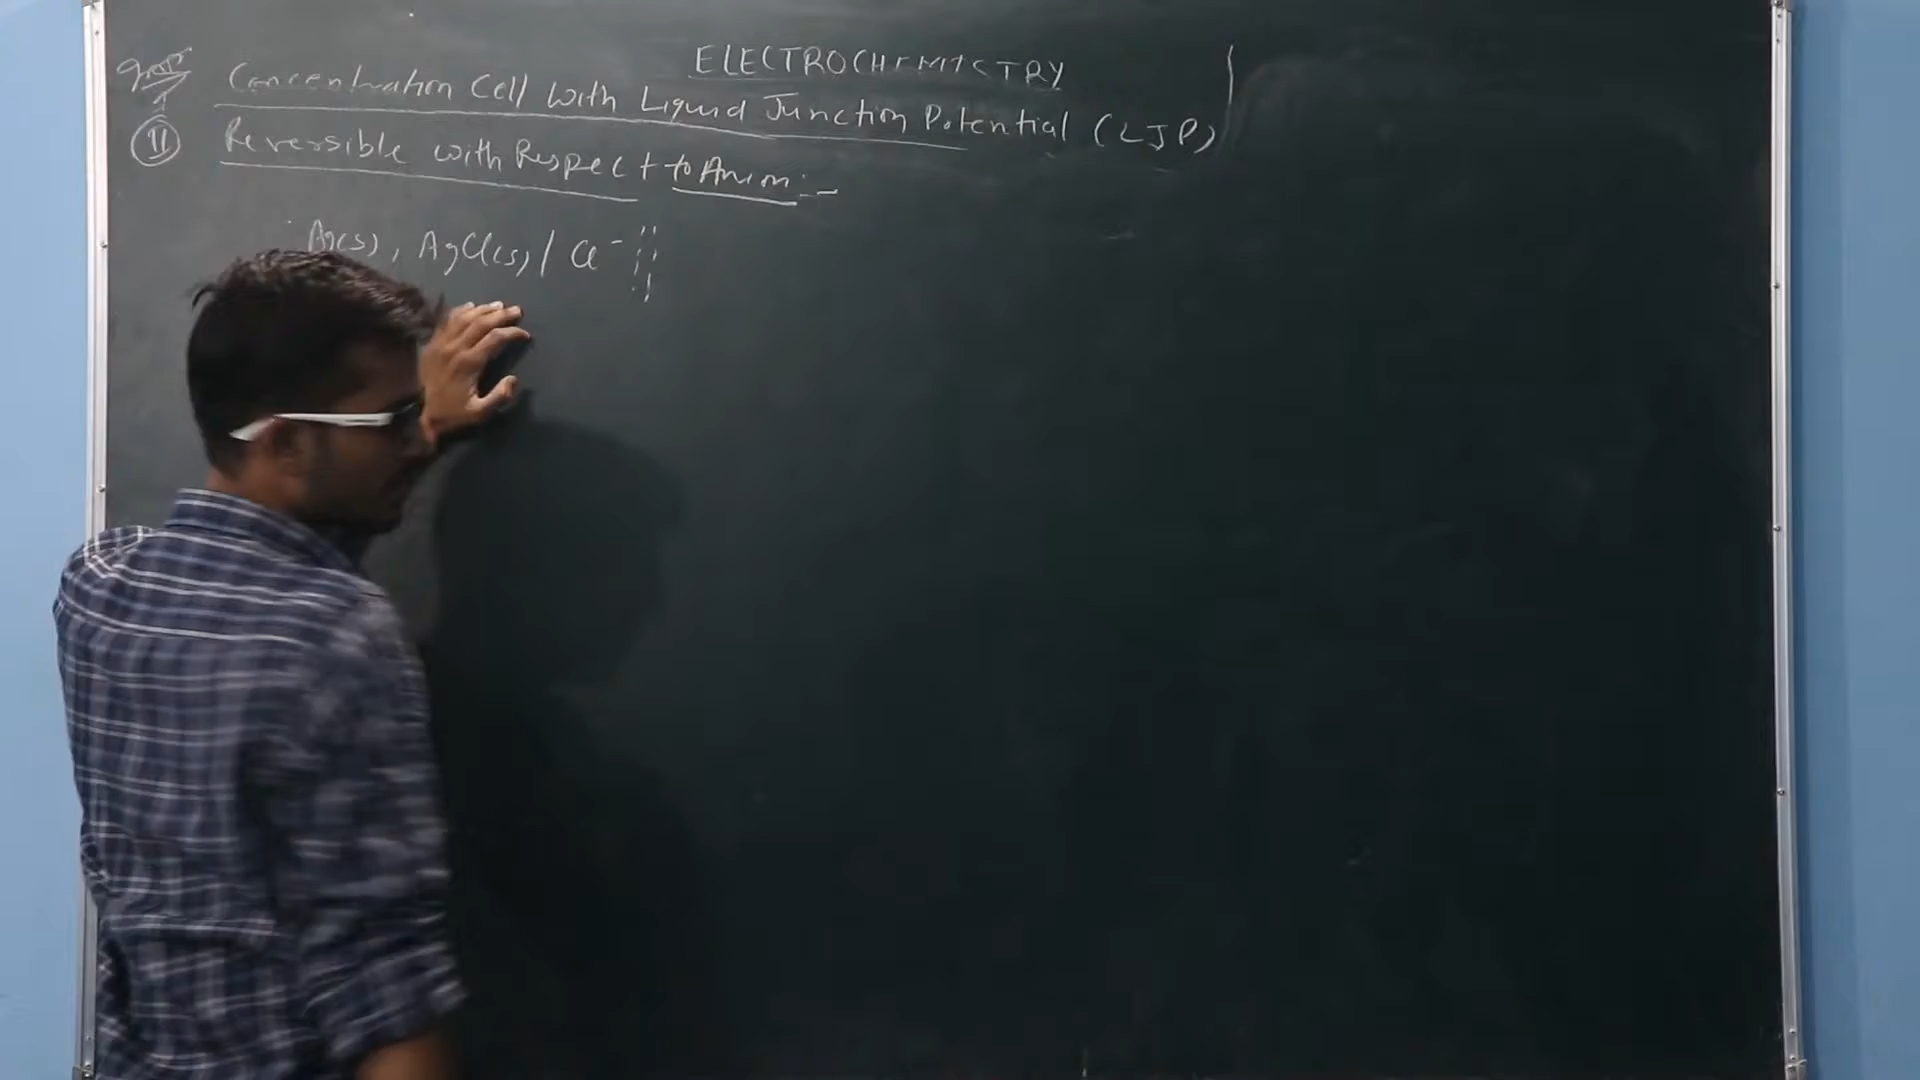 ELECTROCHEMISTRY
Concentration Cell with Liquid Junction Potential (LJP)
II Reversible with Respect to Anion:-
Ag(s), AgCl(s) / Cl⁻